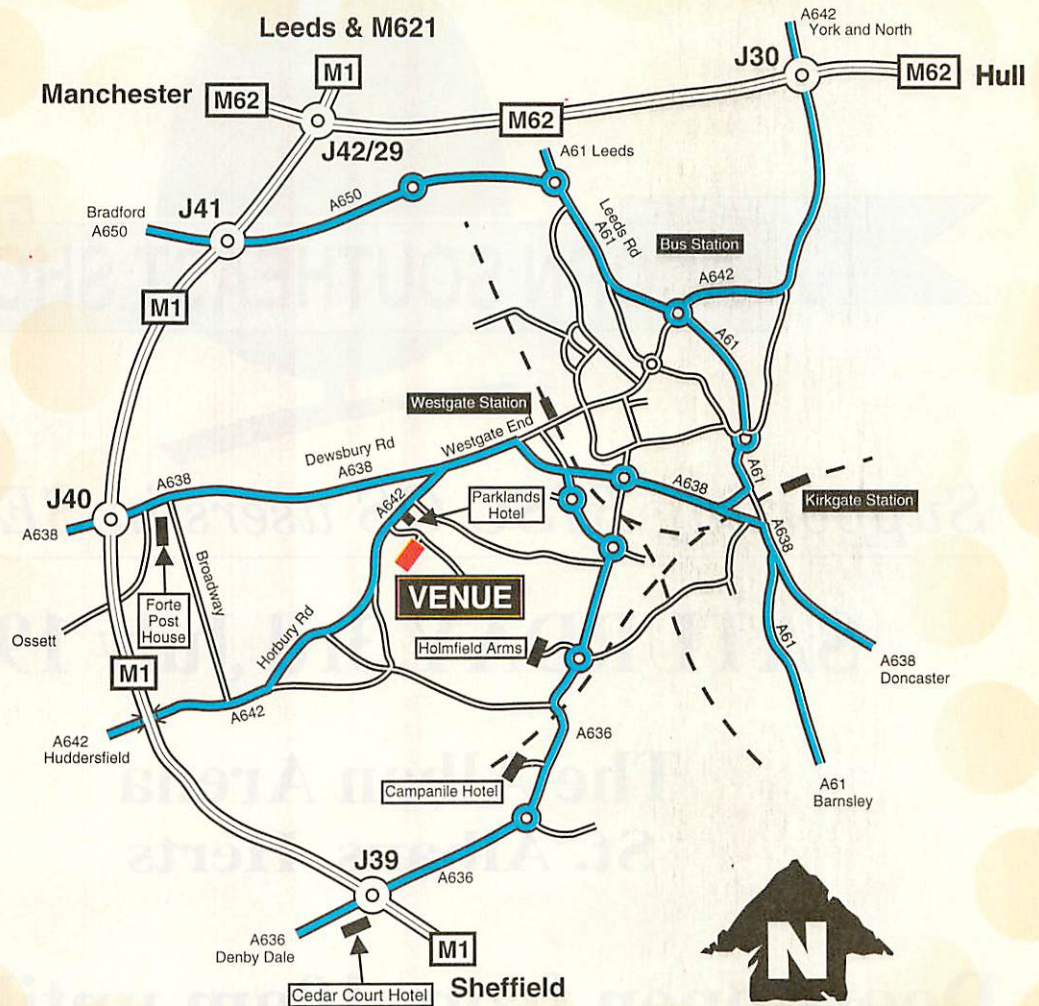 Leeds & M621
A642
York and North
M1
J30
Manchester
M62
M62
Hull
M62
J42/29
A61 Leeds
Bradford
A650
J41
A650
Leeds Rd
A61
Bus Station
A642
M1
A61
Westgate Station
Westgate End
Dewsbury Rd
A638
J40
A638
A638
A642
Parklands
Hotel
A638
A61
Kirkgate Station
A638
Broadway
Forte
Post
House
VENUE
Ossett
Horbury Rd
Holmfield Arms
A61
A638
Doncaster
M1
A642
A642
Huddersfield
A636
Campanile Hotel
A61
Barnsley
J39
A636
A636
Denby Dale
M1
N
Cedar Court Hotel
Sheffield